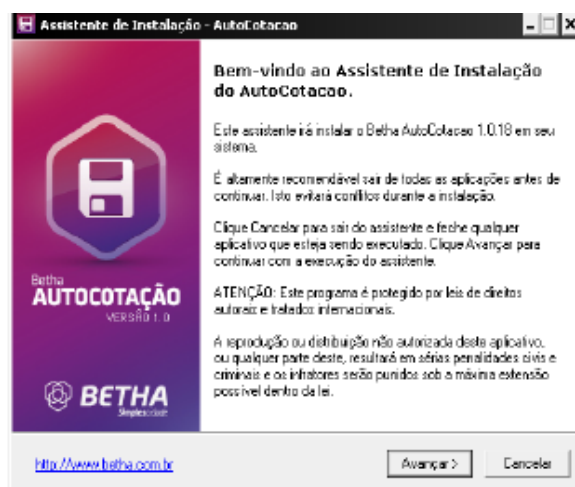 Assistente de Instalação - AutoCotacao
Bem-vindo ao Assistente de Instalação
do AutoCotacao.
Este assistente irá instalar o Betha AutoCotacao 1.0.18 em seu
sistema.
É altamente recomendável sair de todas as aplicações antes de
continuar. Isto evitará conflitos durante a instalação.
Clique Cancelar para sair do assistente e feche qualquer
aplicativo que esteja sendo executado. Clique Avançar para
continuar com a execução do assistente.
ATENÇÃO: Este programa é protegido por leis de direitos
autorais e tratados internacionais.
A reprodução ou distribuição não autorizada deste aplicativo,
ou qualquer parte deste, resultará em sérias penalidades civis e
criminais e os infratores serão punidos sob a máxima extensão
possível dentro da lei.
Betha
AUTOCOTAÇÃO
VERSÃO 1.0
BETHA
http://www.betha.com.br
Avançar >
Cancelar